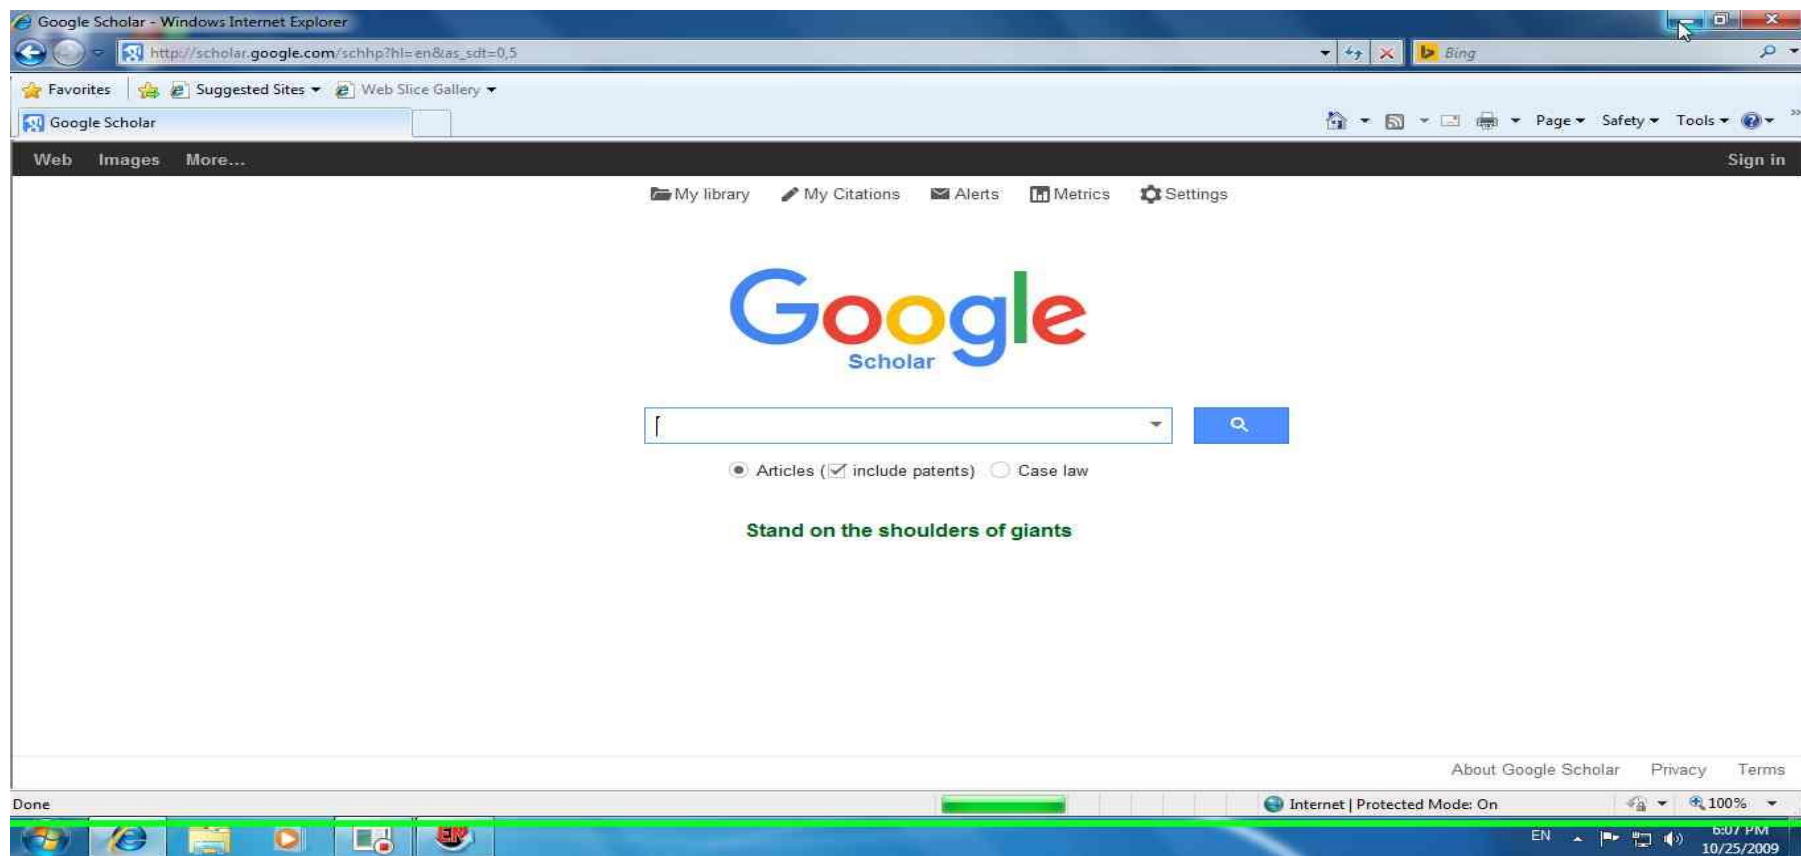 Google Scholar - Windows Internet Explorer
http://scholar.google.com/schhp?hl=en&as_sdt=0,5
Bing
Favorites Suggested Sites Web Slice Gallery
Google Scholar
Page Safety Tools
Web Images More... Sign in
My library My Citations Alerts Metrics Settings
Google
Scholar
Articles (include patents) Case law
Stand on the shoulders of giants
About Google Scholar Privacy Terms
Done Internet | Protected Mode: On 100%
EN 6:07 PM
10/25/2009